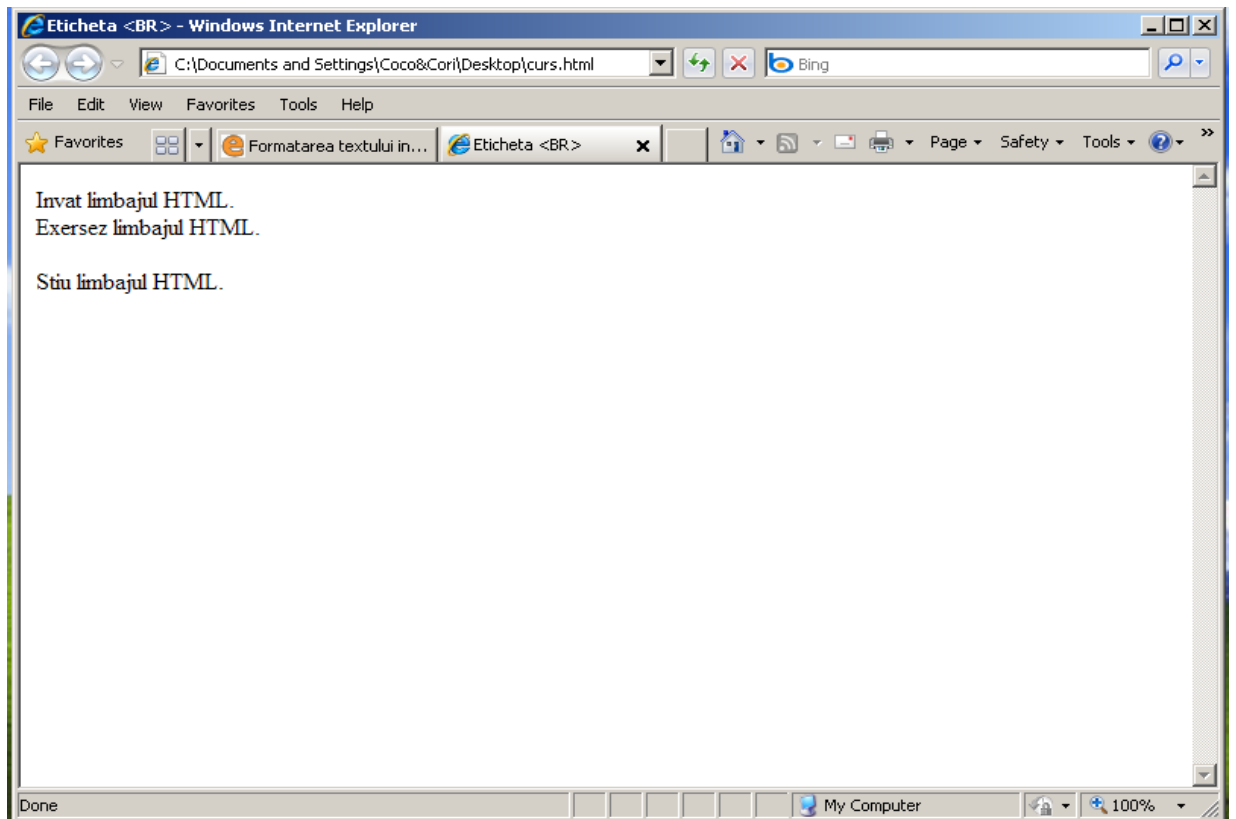 Eticheta <BR> - Windows Internet Explorer
C:\Documents and Settings\Coco&Cori\Desktop\curs.html
Bing
File Edit View Favorites Tools Help
Favorites
Formatarea textului in...
Eticheta <BR>
Page Safety Tools
Invat limbajul HTML.
Exersez limbajul HTML.
Stiu limbajul HTML.
Done
My Computer
100%